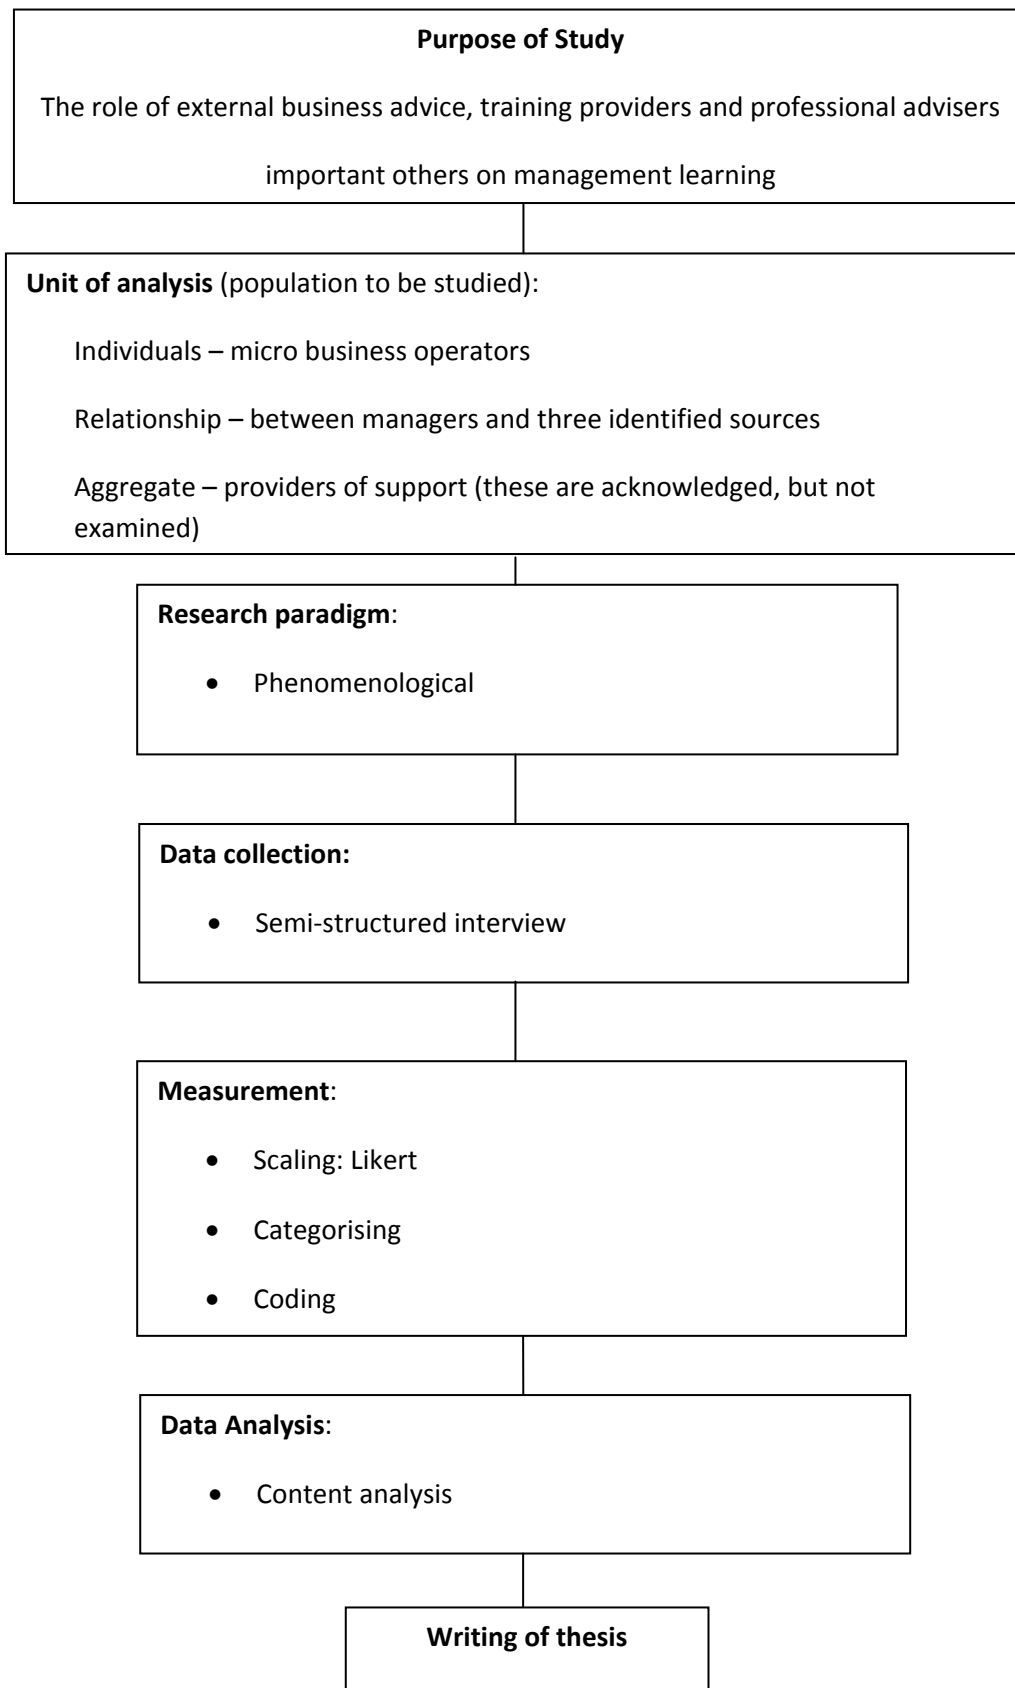 Purpose of Study
The role of external business advice, training providers and professional advisers
important others on management learning
Unit of analysis (population to be studied):
Individuals – micro business operators
Relationship – between managers and three identified sources
Aggregate – providers of support (these are acknowledged, but not
examined)
Research paradigm:
• Phenomenological
Data collection:
• Semi-structured interview
Measurement:
• Scaling: Likert
• Categorising
• Coding
Data Analysis:
• Content analysis
Writing of thesis